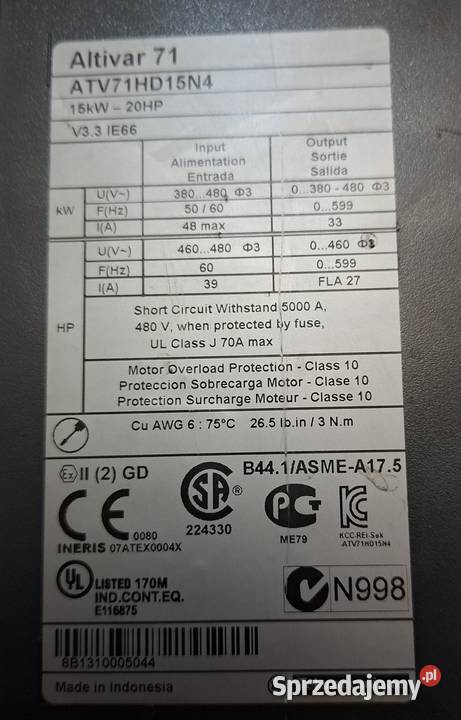 Altivar 71
ATV71HD15N4
15kW - 20HP
V3.3 IE66
Input Output
Alimentation Sortie
Entrada Salida
kW
U(V~) 380...480 Φ3 0...380 - 480 Φ3
F(Hz) 50 / 60 0...599
I(A) 48 max 33
HP
U(V~) 460...480 Φ3 0...460 Φ3
F(Hz) 60 0...599
I(A) 39 FLA 27
Short Circuit Withstand 5000 A,
480 V, when protected by fuse,
UL Class J 70A max
Motor Overload Protection - Class 10
Proteccion Sobrecarga Motor - Clase 10
Protection Surcharge Moteur - Classe 10
Cu AWG 6 : 75°C 26.5 lb.in / 3 N.m
Ex II (2) GD
CE 0080
INERIS 07ATEX0004X
SA ®
224330
B44.1/ASME-A17.5
PG
ME79
KC
KCC-REI-Sek
-ATV71HD15N4
UL LISTED 170M
IND.CONT.EQ.
E116875
N998
8B1310005044
Made in Indonesia
Sprzedajemy.pl